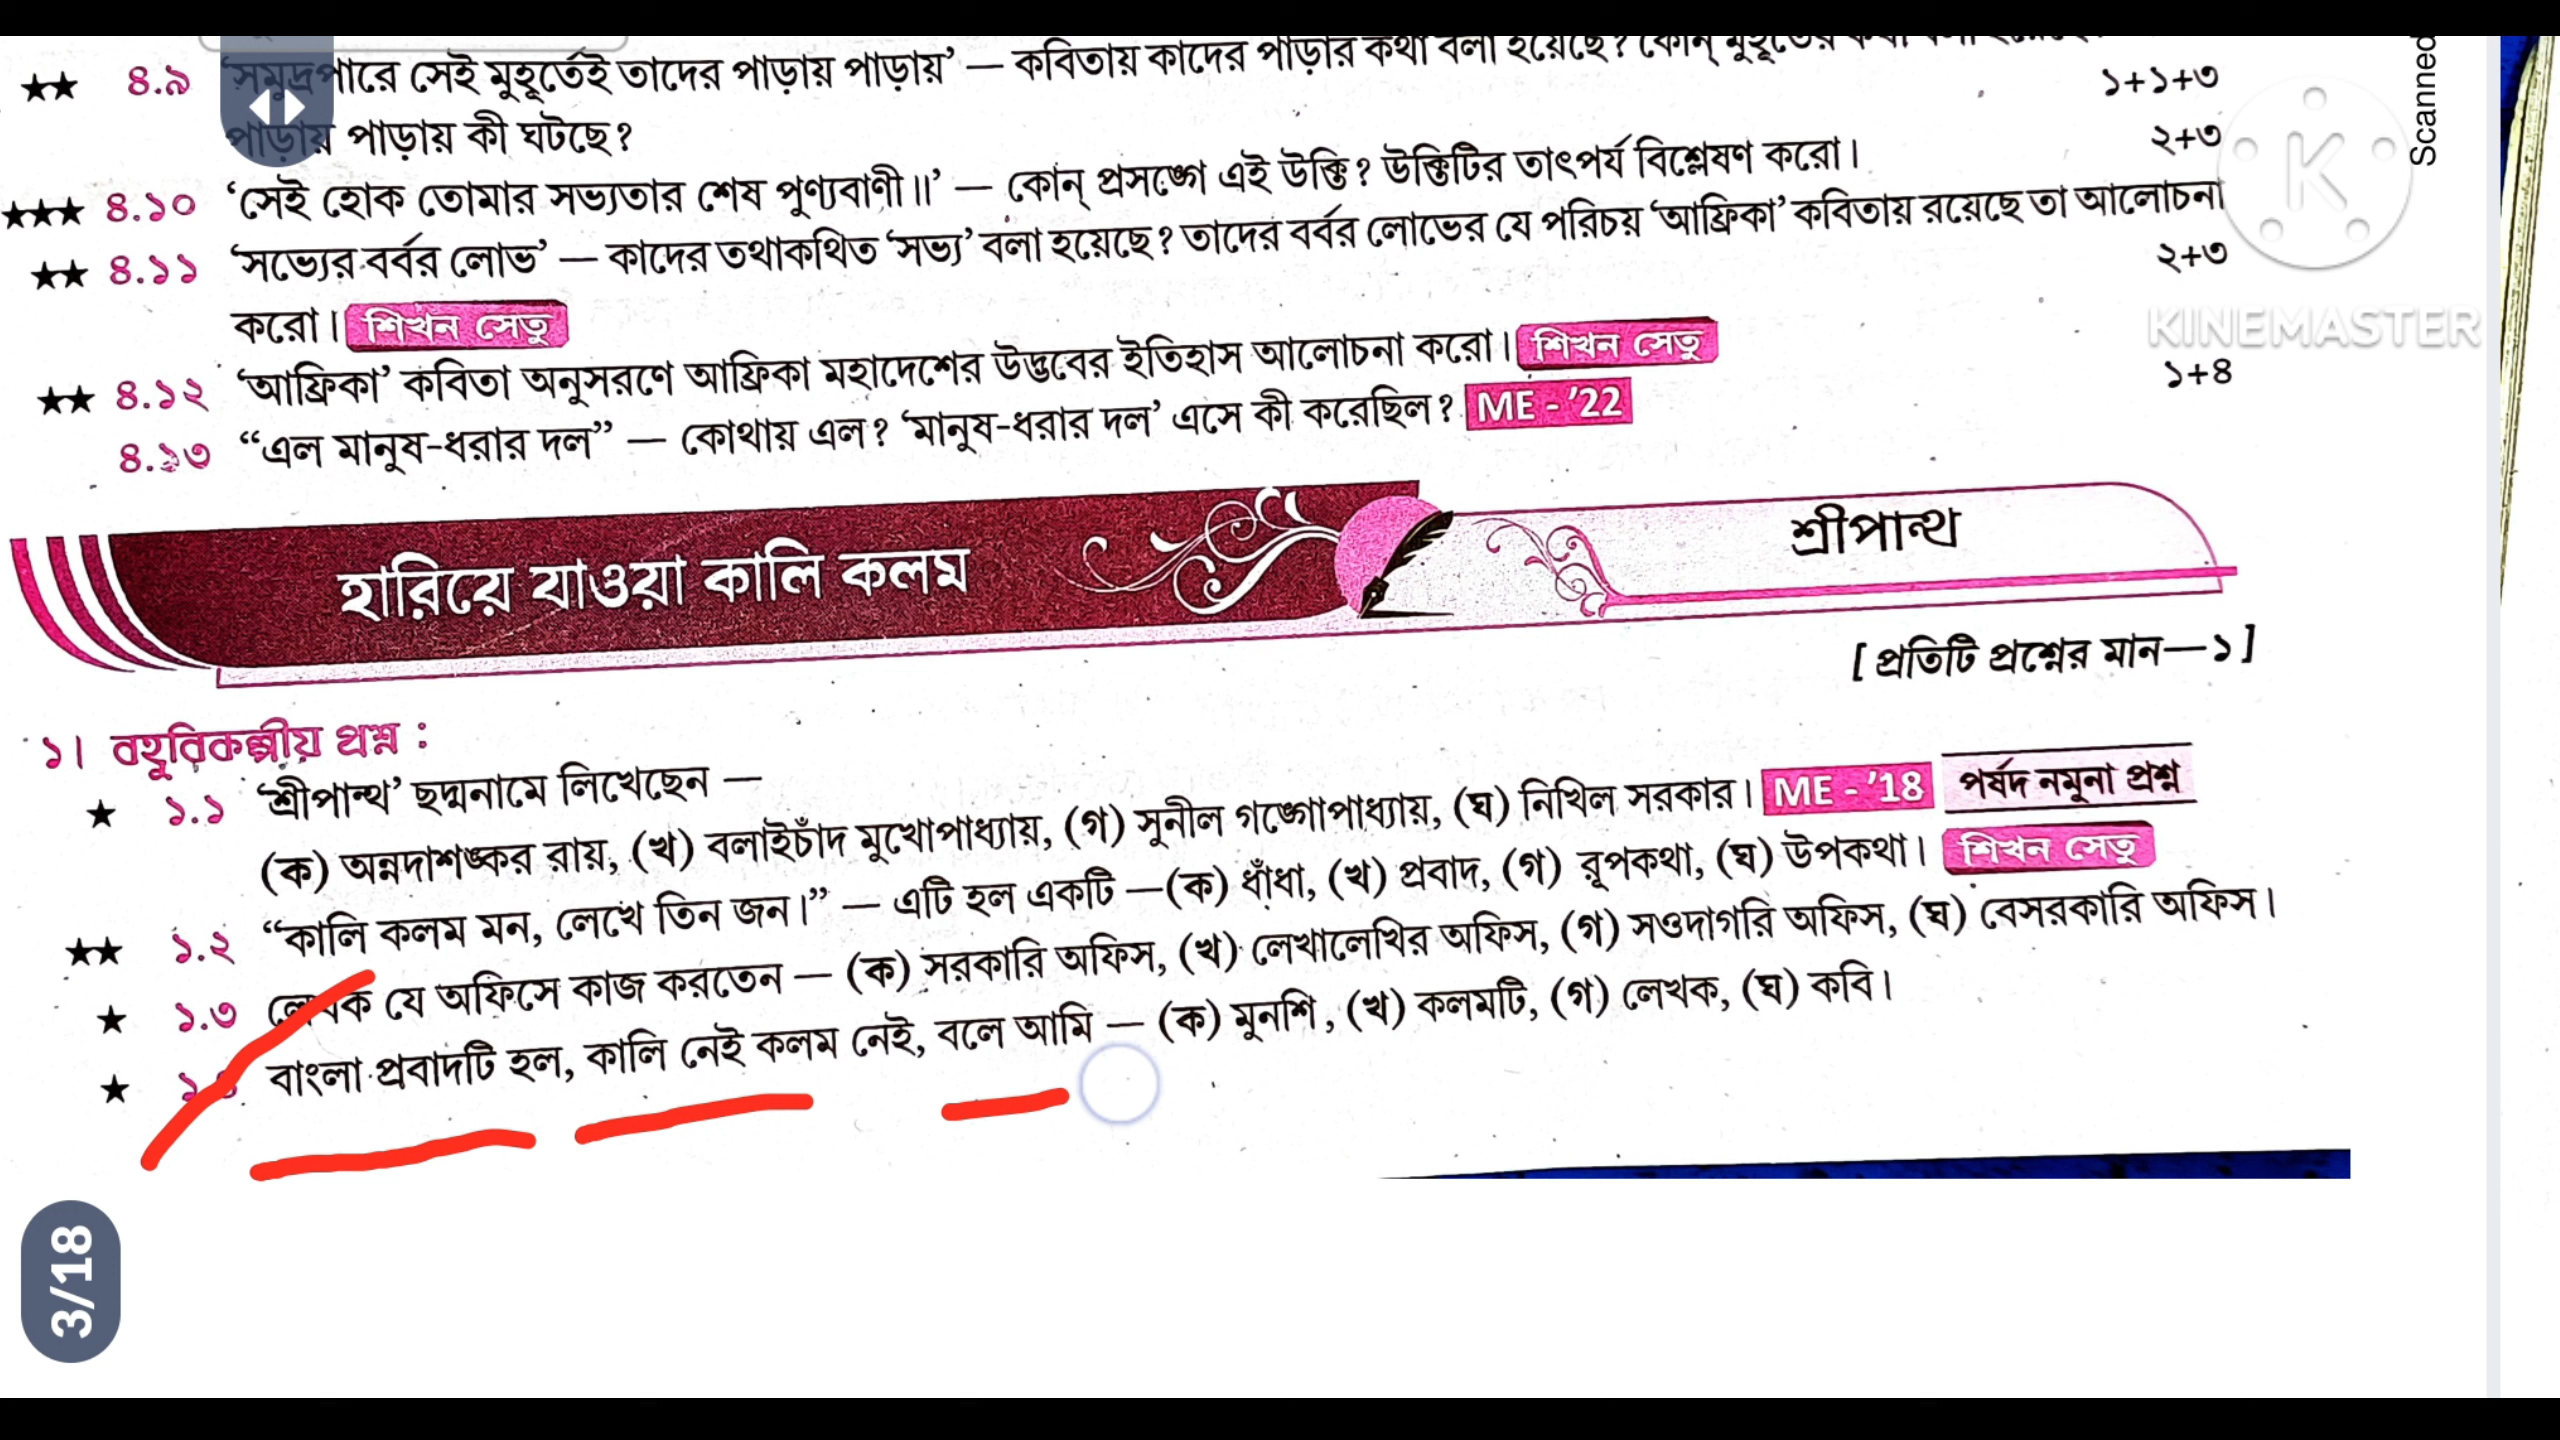 ★★ ৪.৯ ‘সমুদ্রপারে সেই মুহূর্তেই তাদের পাড়ায় পাড়ায়’ — কবিতায় কাদের পাড়ার কথা বলা হয়েছে? কোন্ মুহূর্তের কথা বলা হয়েছে?
পাড়ায় পাড়ায় কী ঘটছে? ১+১+৩
★★★ ৪.১০ ‘সেই হোক তোমার সভ্যতার শেষ পুণ্যবাণী॥’ — কোন্ প্রসঙ্গে এই উক্তি? উক্তিটির তাৎপর্য বিশ্লেষণ করো। ২+৩
★★ ৪.১১ ‘সভ্যের বর্বর লোভ’ — কাদের তথাকথিত ‘সভ্য’ বলা হয়েছে? তাদের বর্বর লোভের যে পরিচয় ‘আফ্রিকা’ কবিতায় রয়েছে তা আলোচনা
করো। শিখন সেতু ২+৩
★★ ৪.১২ ‘আফ্রিকা’ কবিতা অনুসরণে আফ্রিকা মহাদেশের উদ্ভবের ইতিহাস আলোচনা করো। শিখন সেতু
৪.১৩ “এল মানুষ-ধরার দল” — কোথায় এল? ‘মানুষ-ধরার দল’ এসে কী করেছিল? ME - ’22 ১+৪
Scanned
KINEMASTER
হারিয়ে যাওয়া কালি কলম
শ্রীপান্থ
[ প্রতিটি প্রশ্নের মান—১ ]
১। বহুবিকল্পীয় প্রশ্ন :
★ ১.১ ‘শ্রীপান্থ’ ছদ্মনামে লিখেছেন —
(ক) অন্নদাশঙ্কর রায়, (খ) বলাইচাঁদ মুখোপাধ্যায়, (গ) সুনীল গঙ্গোপাধ্যায়, (ঘ) নিখিল সরকার। ME - ’18 পর্ষদ নমুনা প্রশ্ন
★★ ১.২ “কালি কলম মন, লেখে তিন জন।” — এটি হল একটি —(ক) ধাঁধা, (খ) প্রবাদ, (গ) রূপকথা, (ঘ) উপকথা। শিখন সেতু
★ ১.৩ লেখক যে অফিসে কাজ করতেন — (ক) সরকারি অফিস, (খ) লেখালেখির অফিস, (গ) সওদাগরি অফিস, (ঘ) বেসরকারি অফিস।
★ ১.৪ বাংলা প্রবাদটি হল, কালি নেই কলম নেই, বলে আমি — (ক) মুনশি, (খ) কলমটি, (গ) লেখক, (ঘ) কবি।
3/18